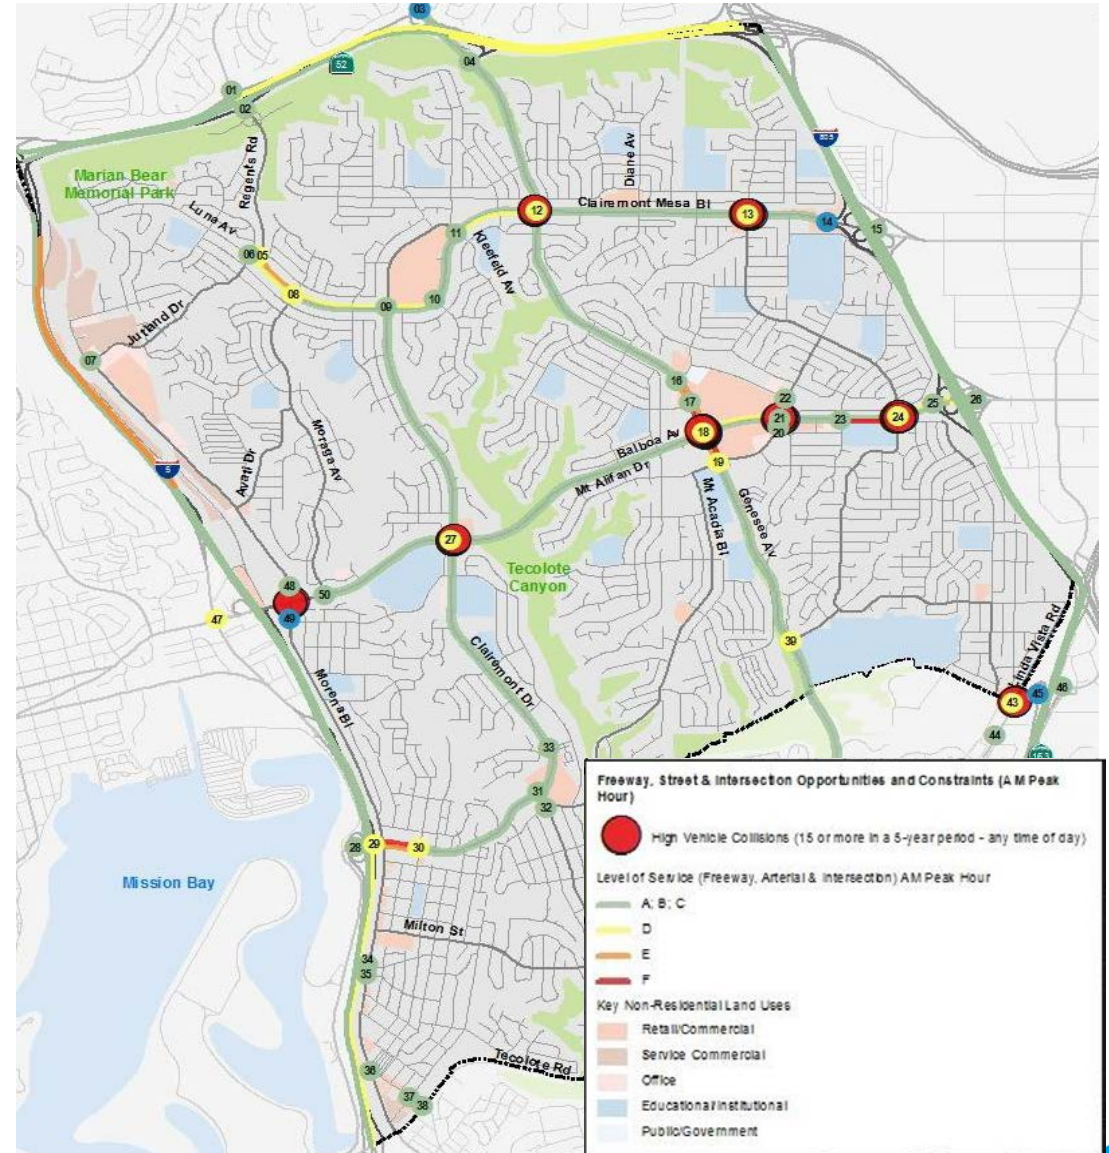 03
04
52
01
02
Marian Bear
Memorial Park
Regents Rd
Diane Av
805
Luna Av
Clairemont Mesa Bl
12
13
14
15
11
Kleefeld Av
06
05
08
10
09
Jutland Dr
07
16
17
22
21
20
23
24
25
26
18
Balboa Av
19
Mt Alifan Dr
Moraga Av
Avati Dr
5
Mt Acadia Bl
Genesee Av
27
Tecolote
Canyon
48
50
49
47
39
Clairemont Dr
Morena Bl
Linda Vista Rd
43
45
46
44
163
33
31
32
28
29
30
Mission Bay
Milton St
34
35
36
37
38
Tecolote Rd
Freeway, Street & Intersection Opportunities and Constraints (AM Peak
Hour)
High Vehicle Collisions (15 or more in a 5-year period - any time of day)
Level of Service (Freeway, Arterial & Intersection) AM Peak Hour
A; B; C
D
E
F
Key Non-Residential Land Uses
Retail/Commercial
Service Commercial
Office
Educational/Institutional
Public/Government